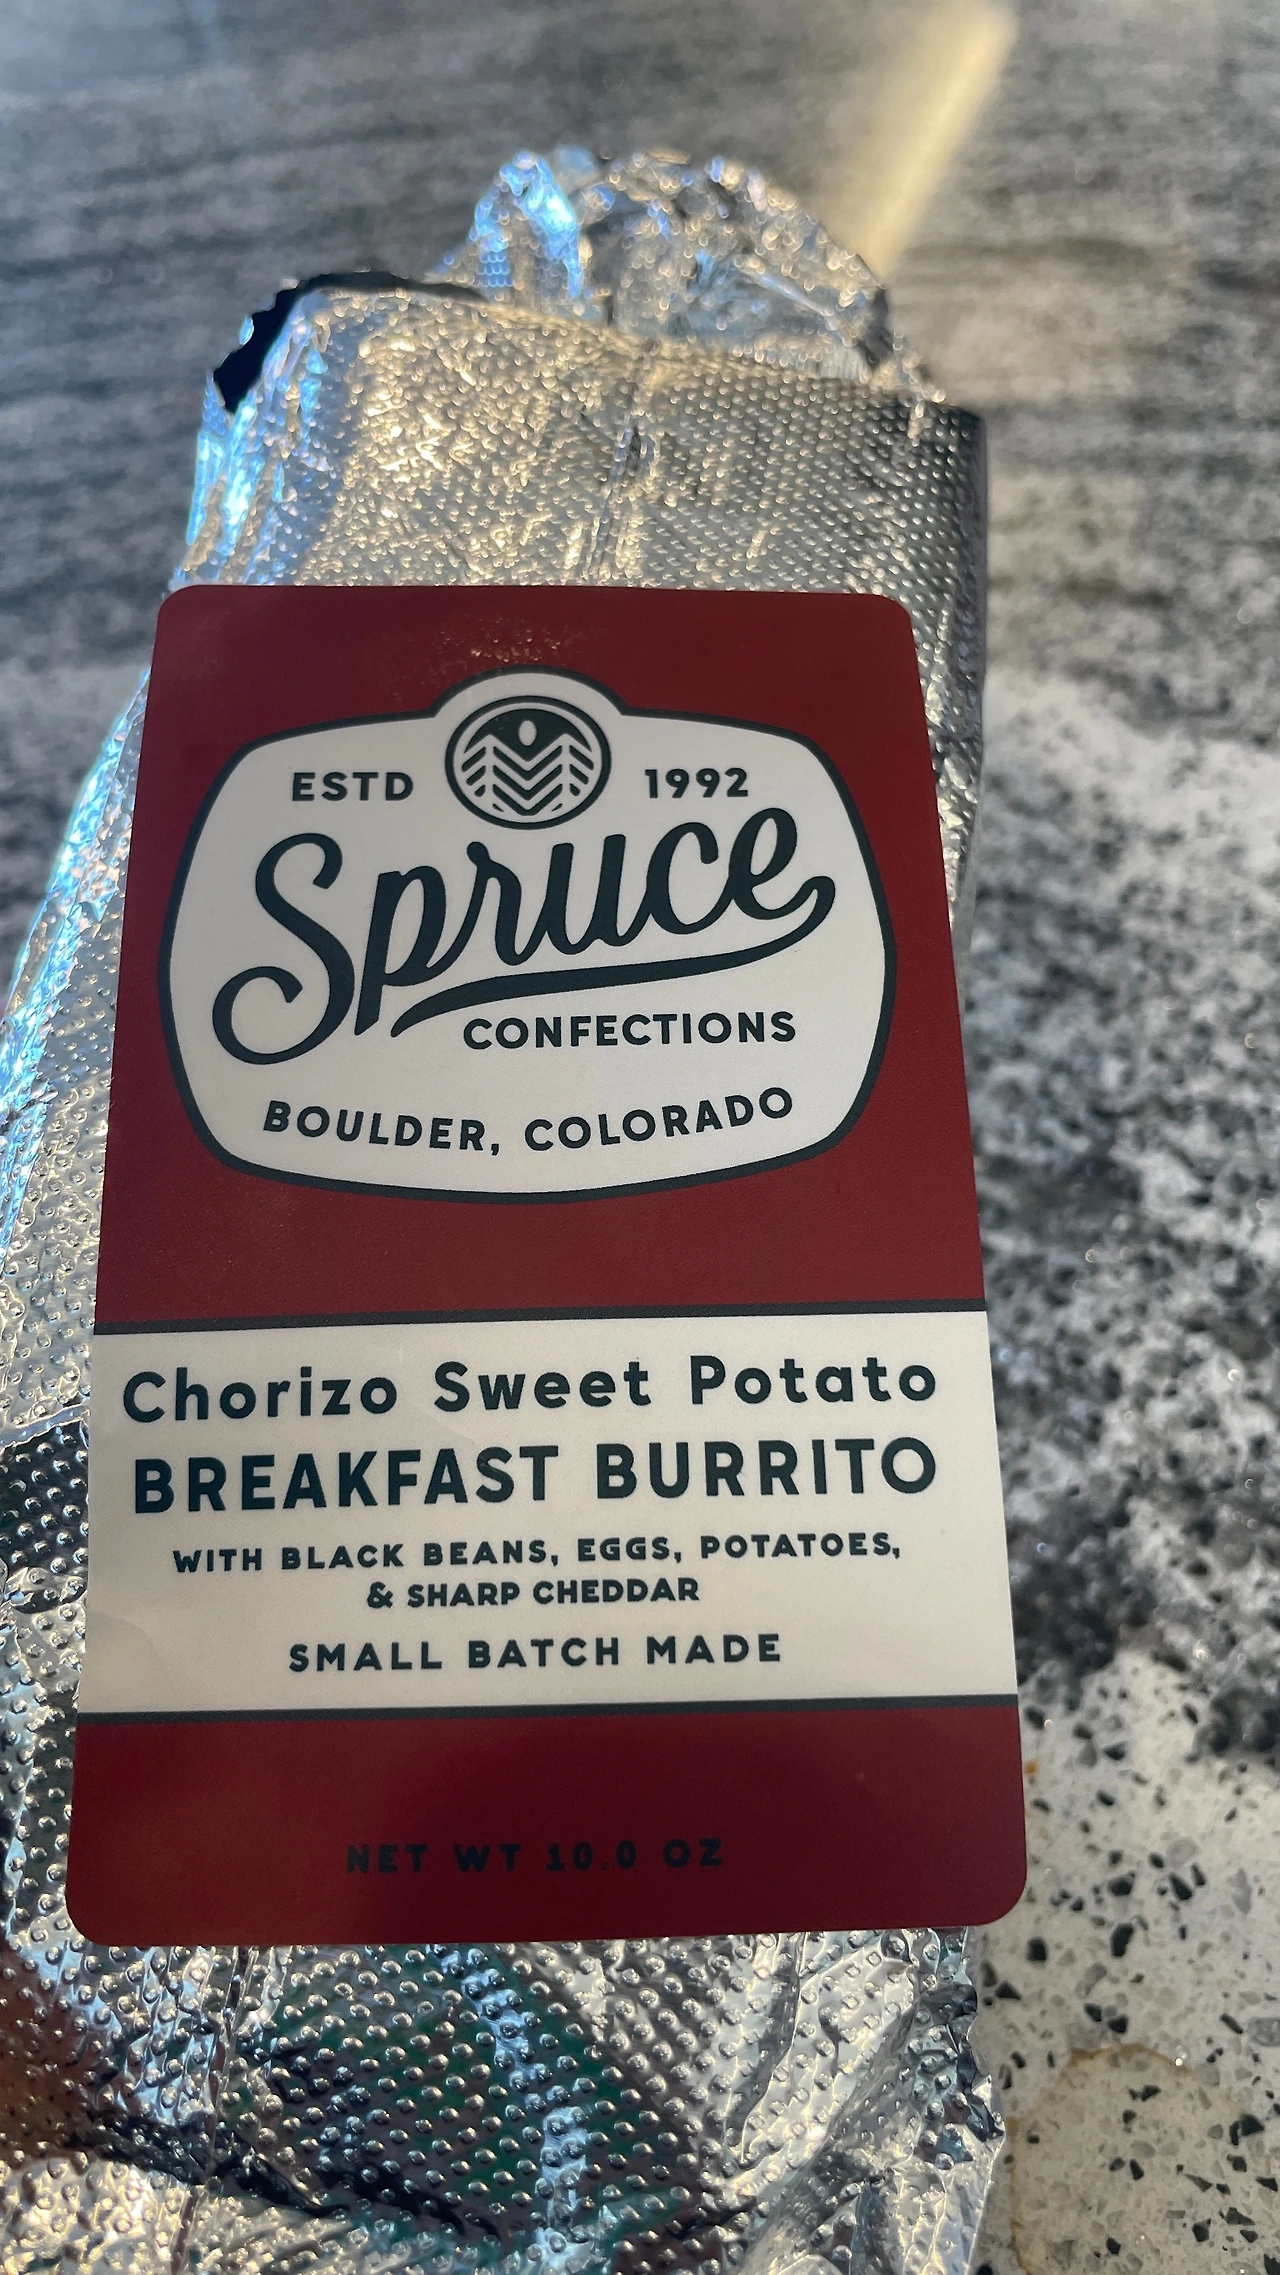 ESTD 1992
Spruce
CONFECTIONS
BOULDER, COLORADO
Chorizo Sweet Potato
BREAKFAST BURRITO
WITH BLACK BEANS, EGGS, POTATOES,
& SHARP CHEDDAR
SMALL BATCH MADE
NET WT 10.0 OZ